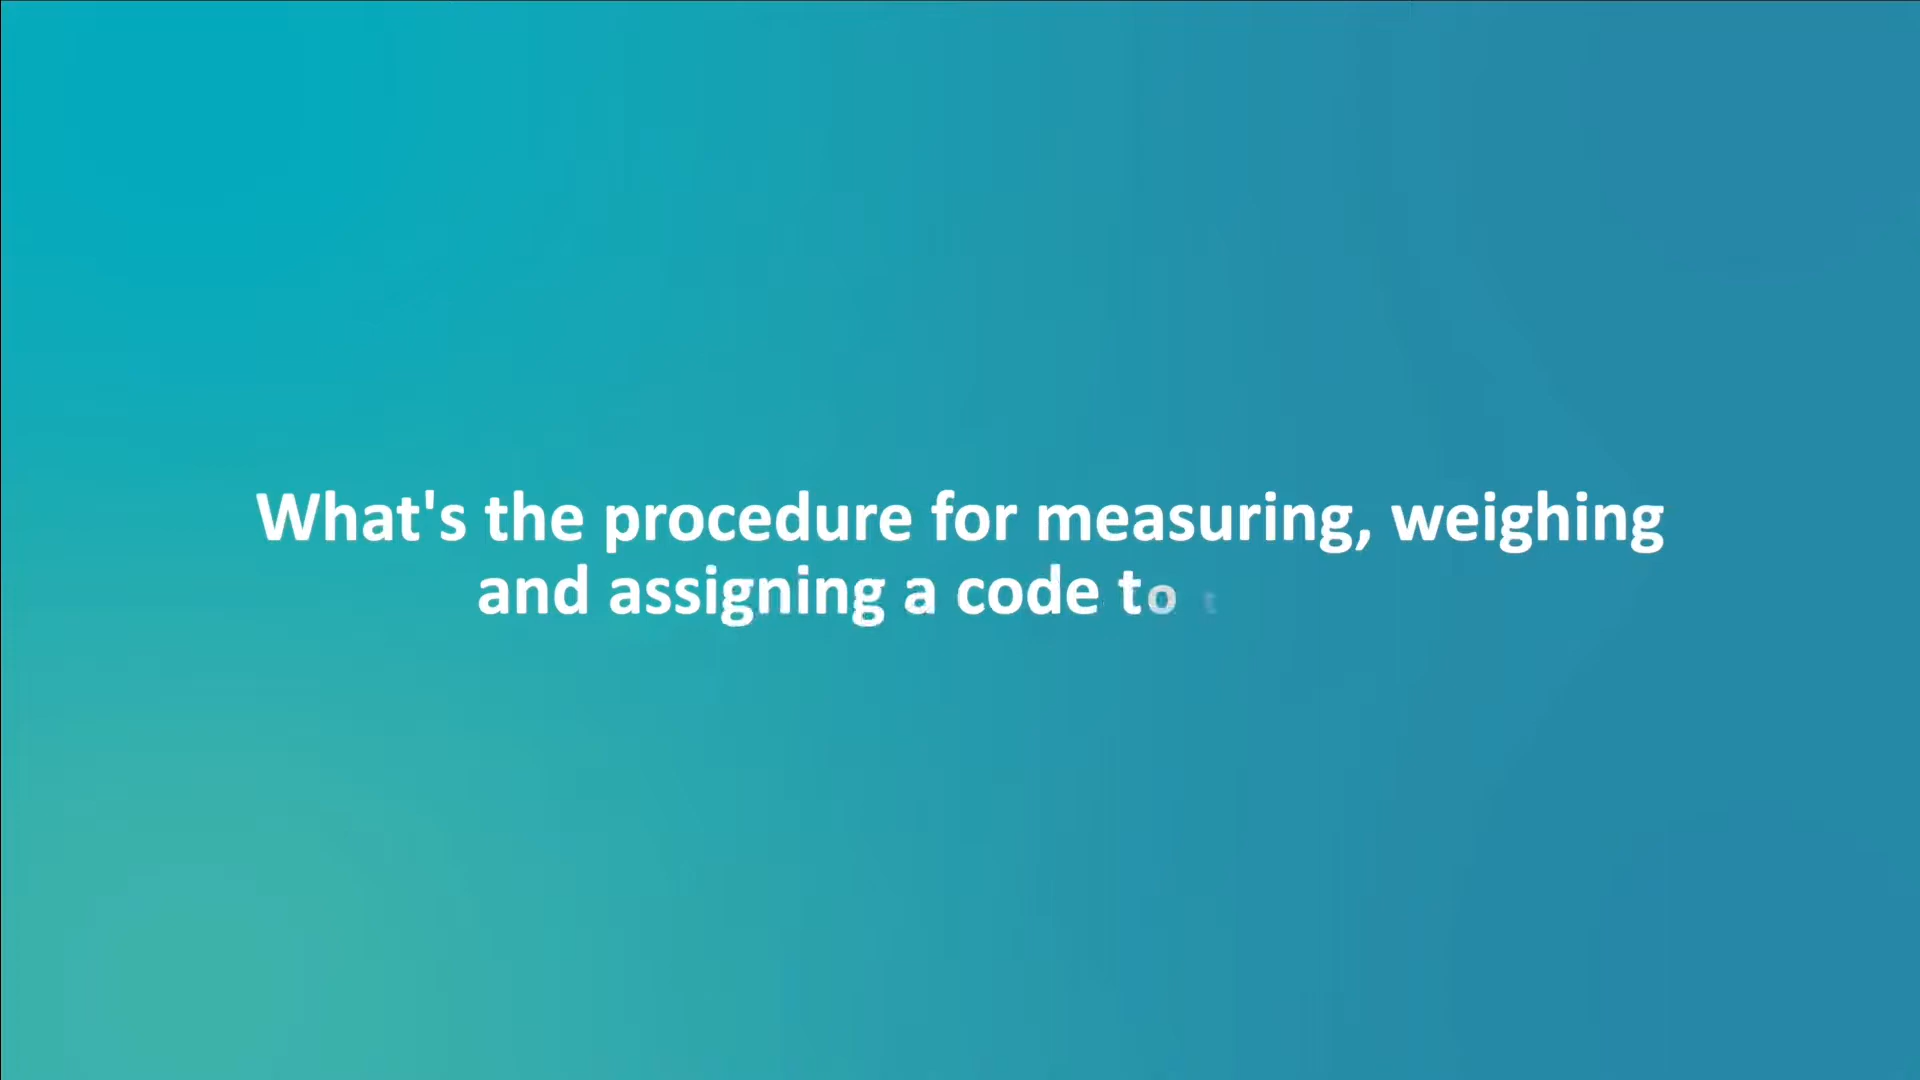 What's the procedure for measuring, weighing
and assigning a code to